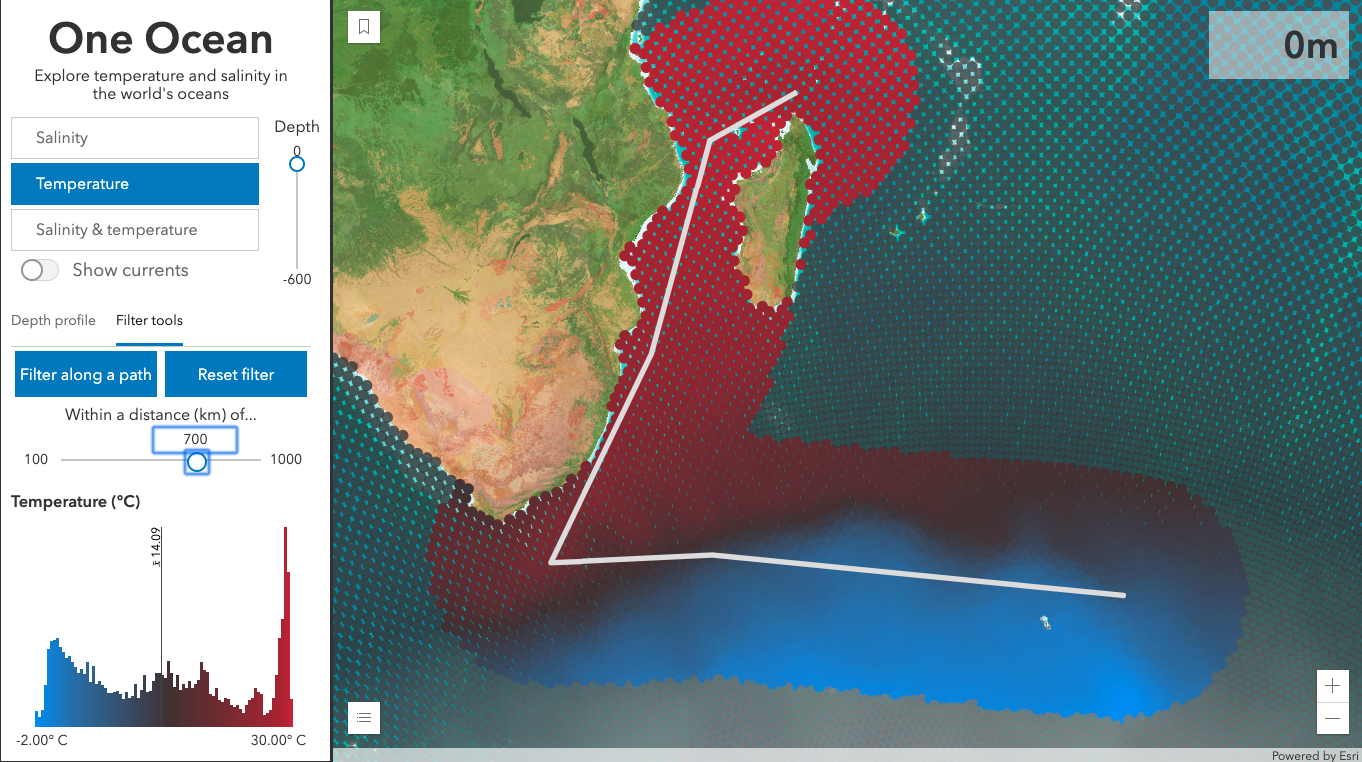 One Ocean
Explore temperature and salinity in
the world's oceans
Salinity
Temperature
Salinity & temperature
Show currents
Depth
0
-600
Depth profile
Filter tools
Filter along a path
Reset filter
Within a distance (km) of...
700
100
1000
Temperature (°C)
x̄ 14.09
-2.00° C
30.00° C
0m
Powered by Esri